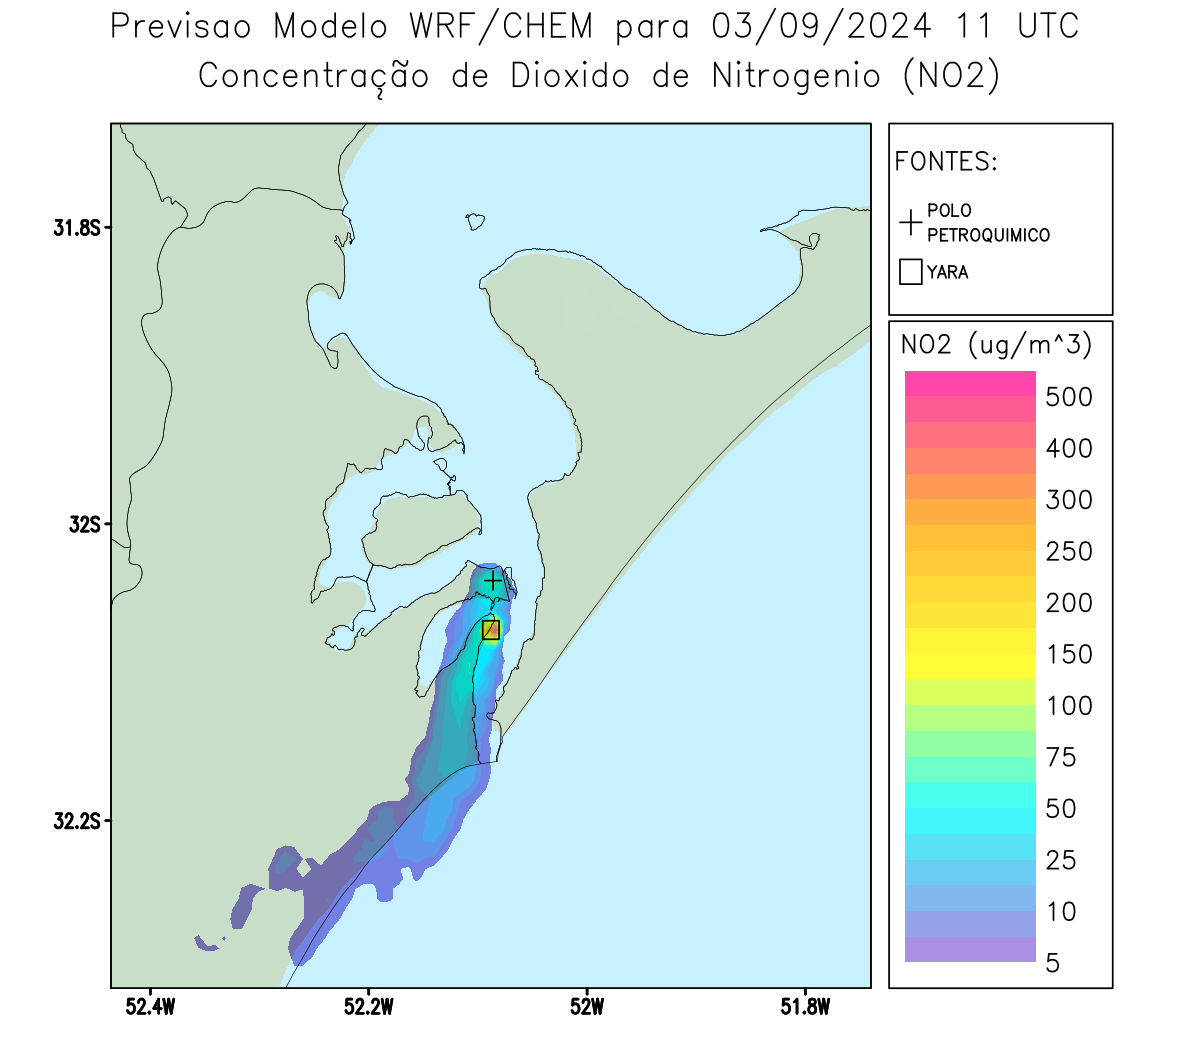 Previsao Modelo WRF/CHEM para 03/09/2024 11 UTC
Concentração de Dioxido de Nitrogenio (NO2)
FONTES:
POLO
PETROQUIMICO
YARA
NO2 (ug/m^3)
500
400
300
250
200
150
100
75
50
25
10
5
31.8S
32S
32.2S
52.4W
52.2W
52W
51.8W